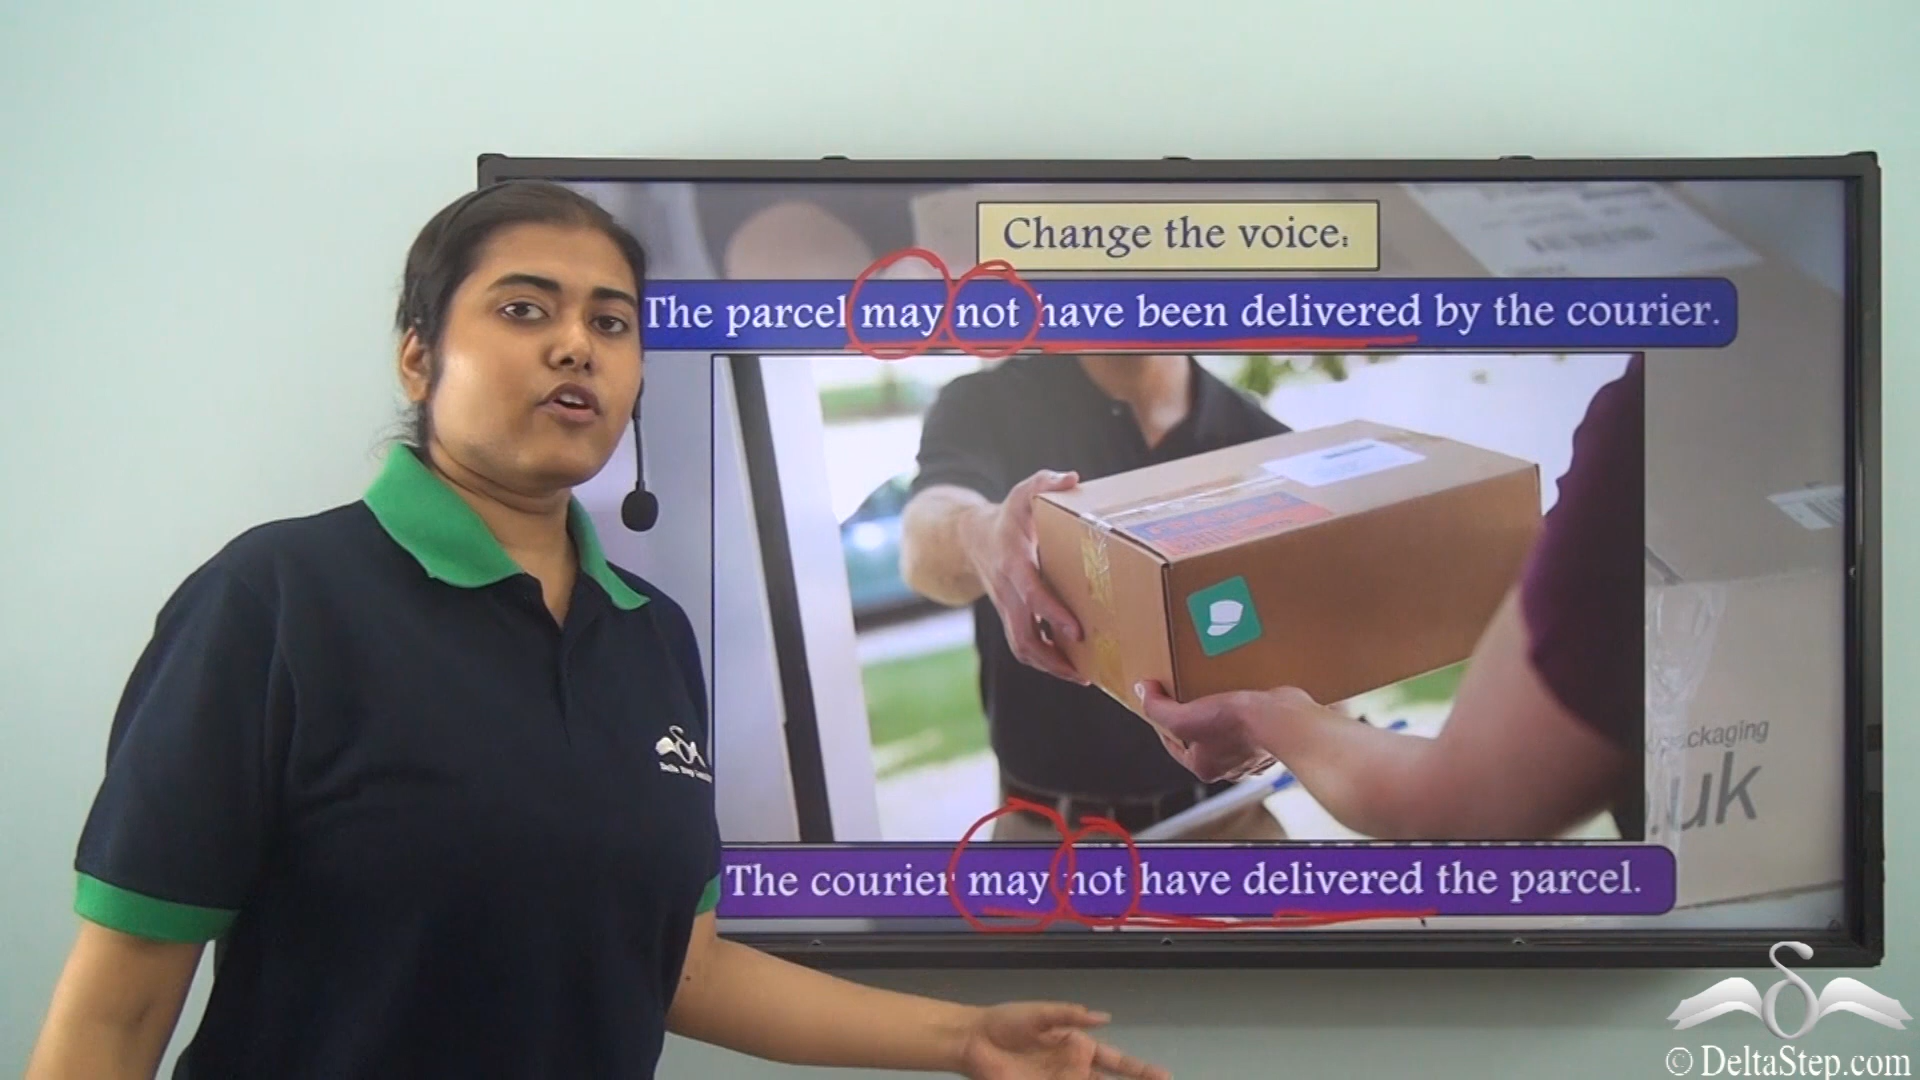 Change the voice:
The parcel may not have been delivered by the courier.
packaging
.uk
The courier may not have delivered the parcel.
© DeltaStep.com